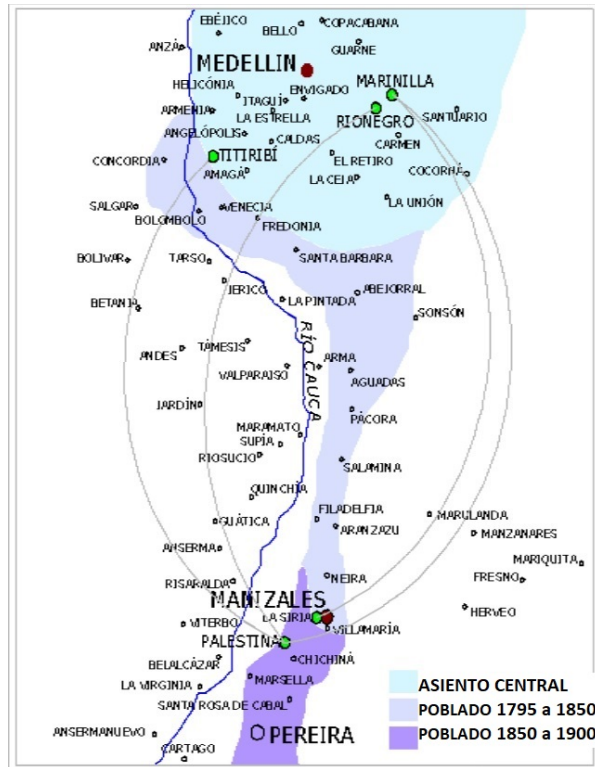 EBÉJICO
BELLO
COPACABANA
ANZÁ
GUARNE
MEDELLIN
MARINILLA
HELICÓNIA
ENVIGADO
ITAGUÍ
ARMENIA
LA ESTRELLA
RIONEGRO
SANTUARIO
ANGELÓPOLIS
CALDAS
CARMEN
CONCORDIA
TITIRIBÍ
EL RETIRO
AMAGÁ
LA CEJA
COCORNÁ
SALGAR
VENECIA
LA UNIÓN
BOLOMBOLO
FREDONIA
BOLIVAR
TARSO
SANTA BARBARA
JERICO
LA PINTADA
ABEJORRAL
BETANIA
SONSÓN
RÍO CAUCA
ANDES
TÁMESIS
ARMA
VALPARAISO
AGUADAS
JARDÍN
PÁCORA
MARAMATO
SUPÍA
RIOSUCIO
SALAMINA
QUINCHÍA
FILADELFIA
GUÁTICA
ARANZAZU
MARULANDA
MANZANARES
ANSERMA
MARIQUITA
RISARALDA
NEIRA
FRESNO
MANIZALES
LA SIRIA
HERVEO
VITERBO
VILLAMARÍA
PALESTINA
BELALCÁZAR
CHICHINÁ
LA VIRGINIA
MARSELLA
ASIENTO CENTRAL
SANTA ROSA DE CABAL
POBLADO 1795 a 1850
ANSERMANUEVO
PEREIRA
POBLADO 1850 a 1900
CARTAGO